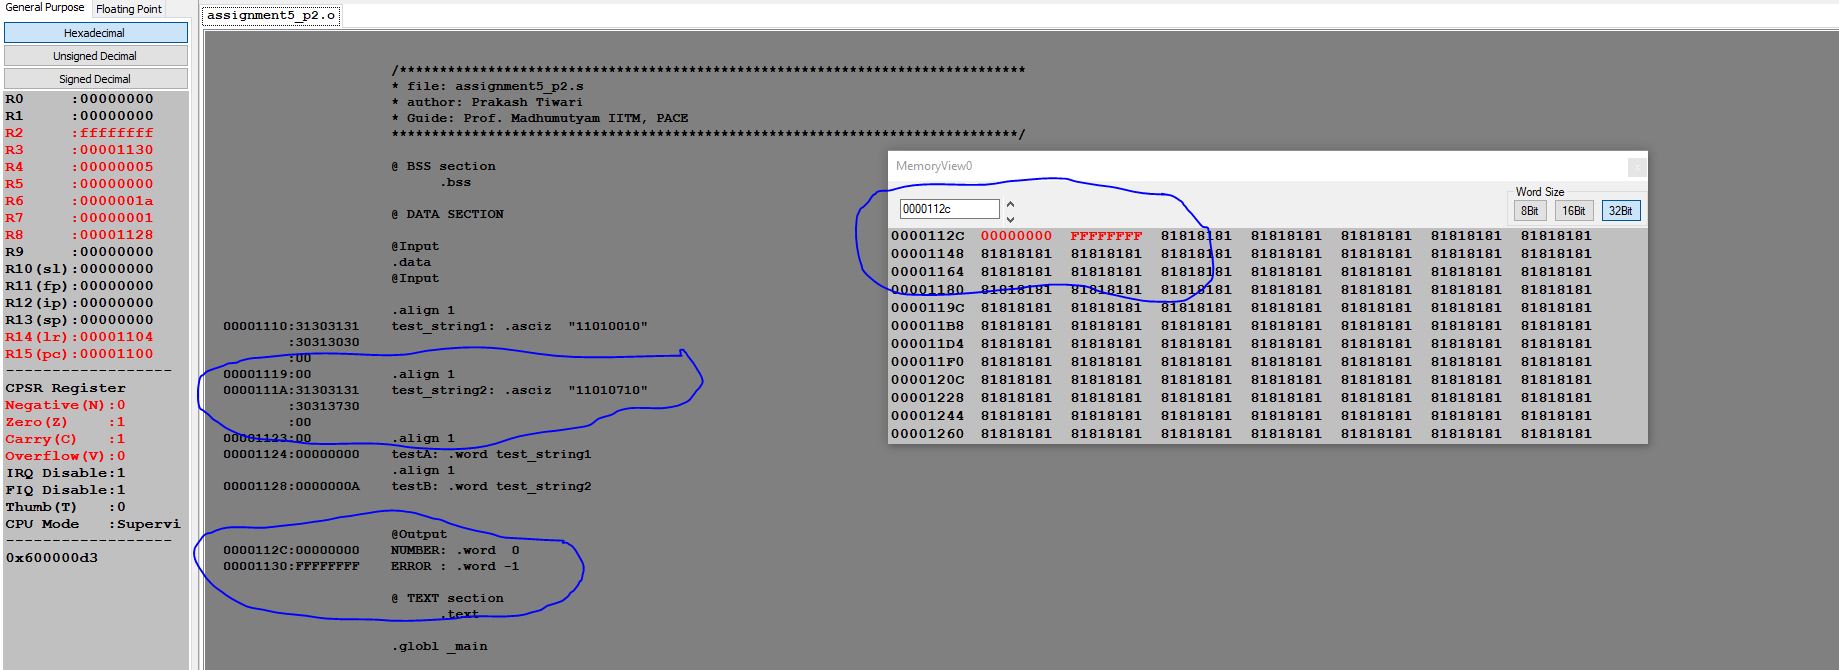 General Purpose Floating Point
Hexadecimal
Unsigned Decimal
Signed Decimal
R0 :00000000
R1 :00000000
R2 :ffffffff
R3 :00001130
R4 :00000005
R5 :00000000
R6 :0000001a
R7 :00000001
R8 :00001128
R9 :00000000
R10(sl):00000000
R11(fp):00000000
R12(ip):00000000
R13(sp):00000000
R14(lr):00001104
R15(pc):00001100
------------------
CPSR Register
Negative(N):0
Zero(Z) :1
Carry(C) :1
Overflow(V):0
IRQ Disable:1
FIQ Disable:1
Thumb(T) :0
CPU Mode :Supervi
------------------
0x600000d3
assignment5_p2.o
/******************************************************************************
* file: assignment5_p2.s
* author: Prakash Tiwari
* Guide: Prof. Madhumutyam IITM, PACE
******************************************************************************/
@ BSS section
.bss
@ DATA SECTION
@Input
.data
@Input
.align 1
00001110:31303131 test_string1: .asciz "11010010"
:30313030
:00
00001119:00 .align 1
0000111A:31303131 test_string2: .asciz "11010710"
:30313730
:00
00001123:00 .align 1
00001124:00000000 testA: .word test_string1
.align 1
00001128:0000000A testB: .word test_string2
@Output
0000112C:00000000 NUMBER: .word 0
00001130:FFFFFFFF ERROR : .word -1
@ TEXT section
.text
.globl _main
MemoryView0
Word Size
0000112c
8Bit 16Bit 32Bit
0000112C 00000000 FFFFFFFF 81818181 81818181 81818181 81818181 81818181
00001148 81818181 81818181 81818181 81818181 81818181 81818181 81818181
00001164 81818181 81818181 81818181 81818181 81818181 81818181 81818181
00001180 81818181 81818181 81818181 81818181 81818181 81818181 81818181
0000119C 81818181 81818181 81818181 81818181 81818181 81818181 81818181
000011B8 81818181 81818181 81818181 81818181 81818181 81818181 81818181
000011D4 81818181 81818181 81818181 81818181 81818181 81818181 81818181
000011F0 81818181 81818181 81818181 81818181 81818181 81818181 81818181
0000120C 81818181 81818181 81818181 81818181 81818181 81818181 81818181
00001228 81818181 81818181 81818181 81818181 81818181 81818181 81818181
00001244 81818181 81818181 81818181 81818181 81818181 81818181 81818181
00001260 81818181 81818181 81818181 81818181 81818181 81818181 81818181